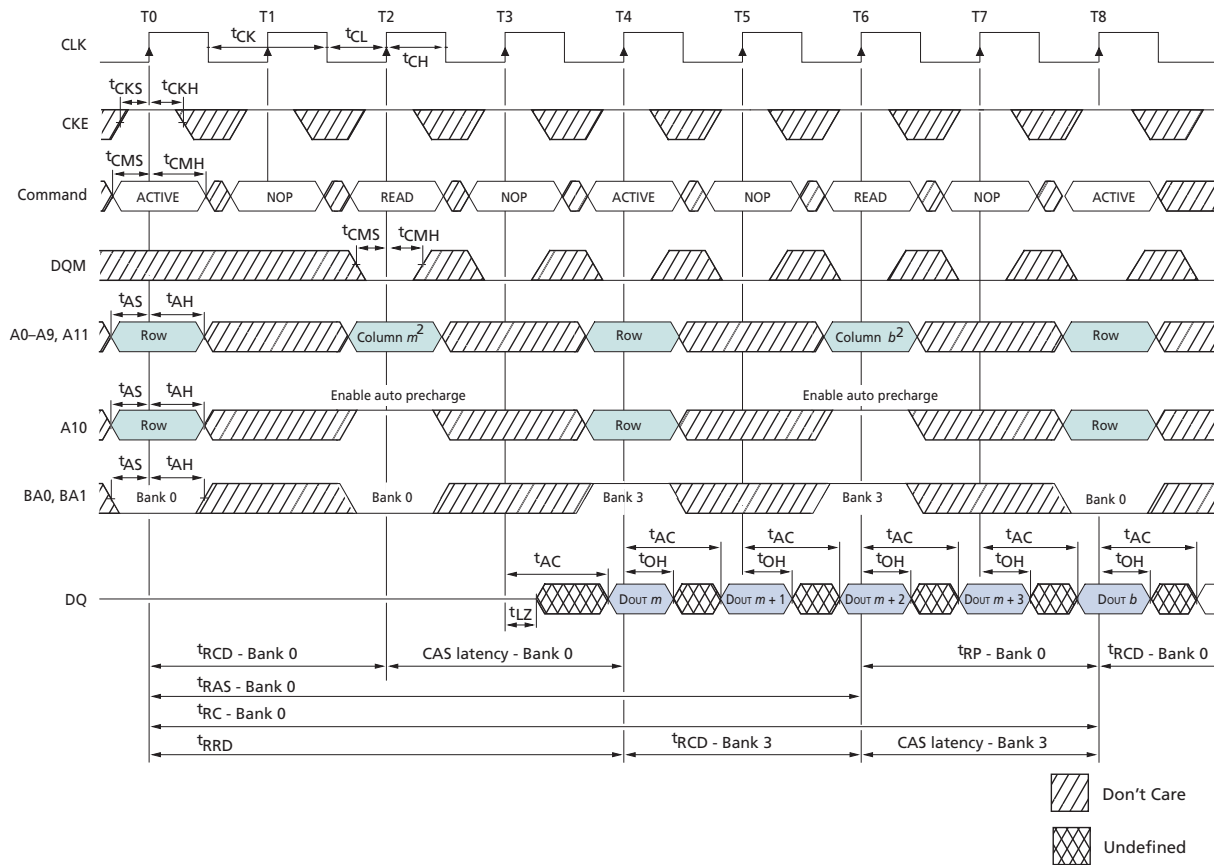 T0 T1 T2 T3 T4 T5 T6 T7 T8
CLK
tCK tCL
tCH
tCKS tCKH
CKE
tCMS tCMH
Command ACTIVE NOP READ NOP ACTIVE NOP READ NOP ACTIVE
tCMS tCMH
DQM
tAS tAH
A0–A9, A11 Row Column m2 Row Column b2 Row
tAS tAH Enable auto precharge Enable auto precharge
A10 Row Row Row
tAS tAH
BA0, BA1 Bank 0 Bank 0 Bank 3 Bank 3 Bank 0
tAC tAC tAC tAC tAC
tAC tOH tOH tOH tOH tOH
DQ DOUT m DOUT m + 1 DOUT m + 2 DOUT m + 3 DOUT b
tLZ
tRCD - Bank 0 CAS latency - Bank 0 tRP - Bank 0 tRCD - Bank 0
tRAS - Bank 0
tRC - Bank 0
tRRD tRCD - Bank 3 CAS latency - Bank 3
Don't Care
Undefined